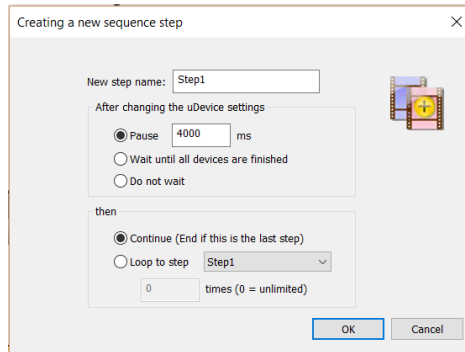 Creating a new sequence step
New step name: Step1
After changing the uDevice settings
Pause 4000 ms
Wait until all devices are finished
Do not wait
then
Continue (End if this is the last step)
Loop to step Step1
0 times (0 = unlimited)
OK Cancel